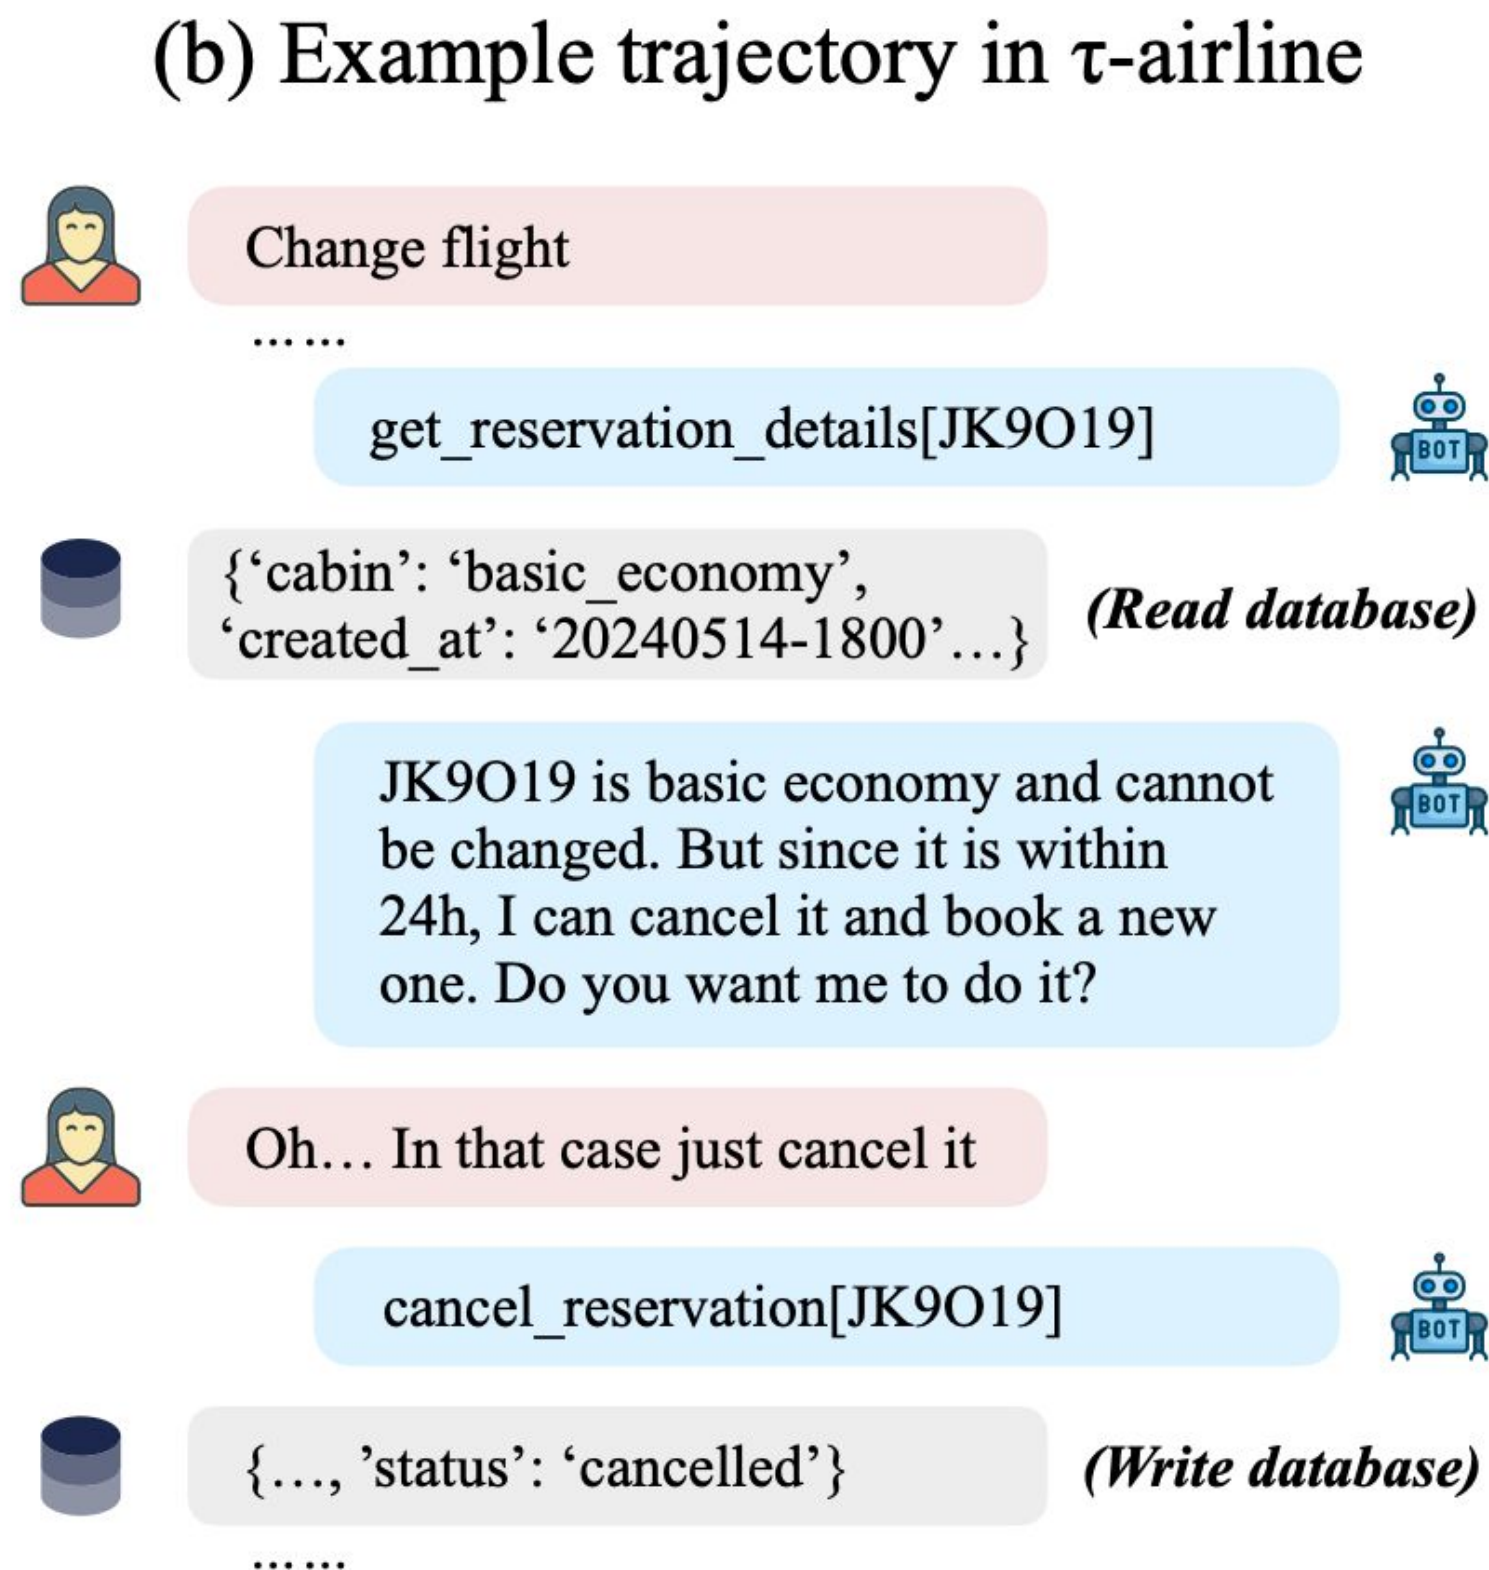 (b) Example trajectory in τ-airline
Change flight
... ...
get_reservation_details[JK9O19]
BOT
{‘cabin’: ‘basic_economy’,
‘created_at’: ‘20240514-1800’…}
(Read database)
JK9O19 is basic economy and cannot
be changed. But since it is within
24h, I can cancel it and book a new
one. Do you want me to do it?
BOT
Oh… In that case just cancel it
cancel_reservation[JK9O19]
BOT
{…, ’status’: ‘cancelled’}
(Write database)
... ...